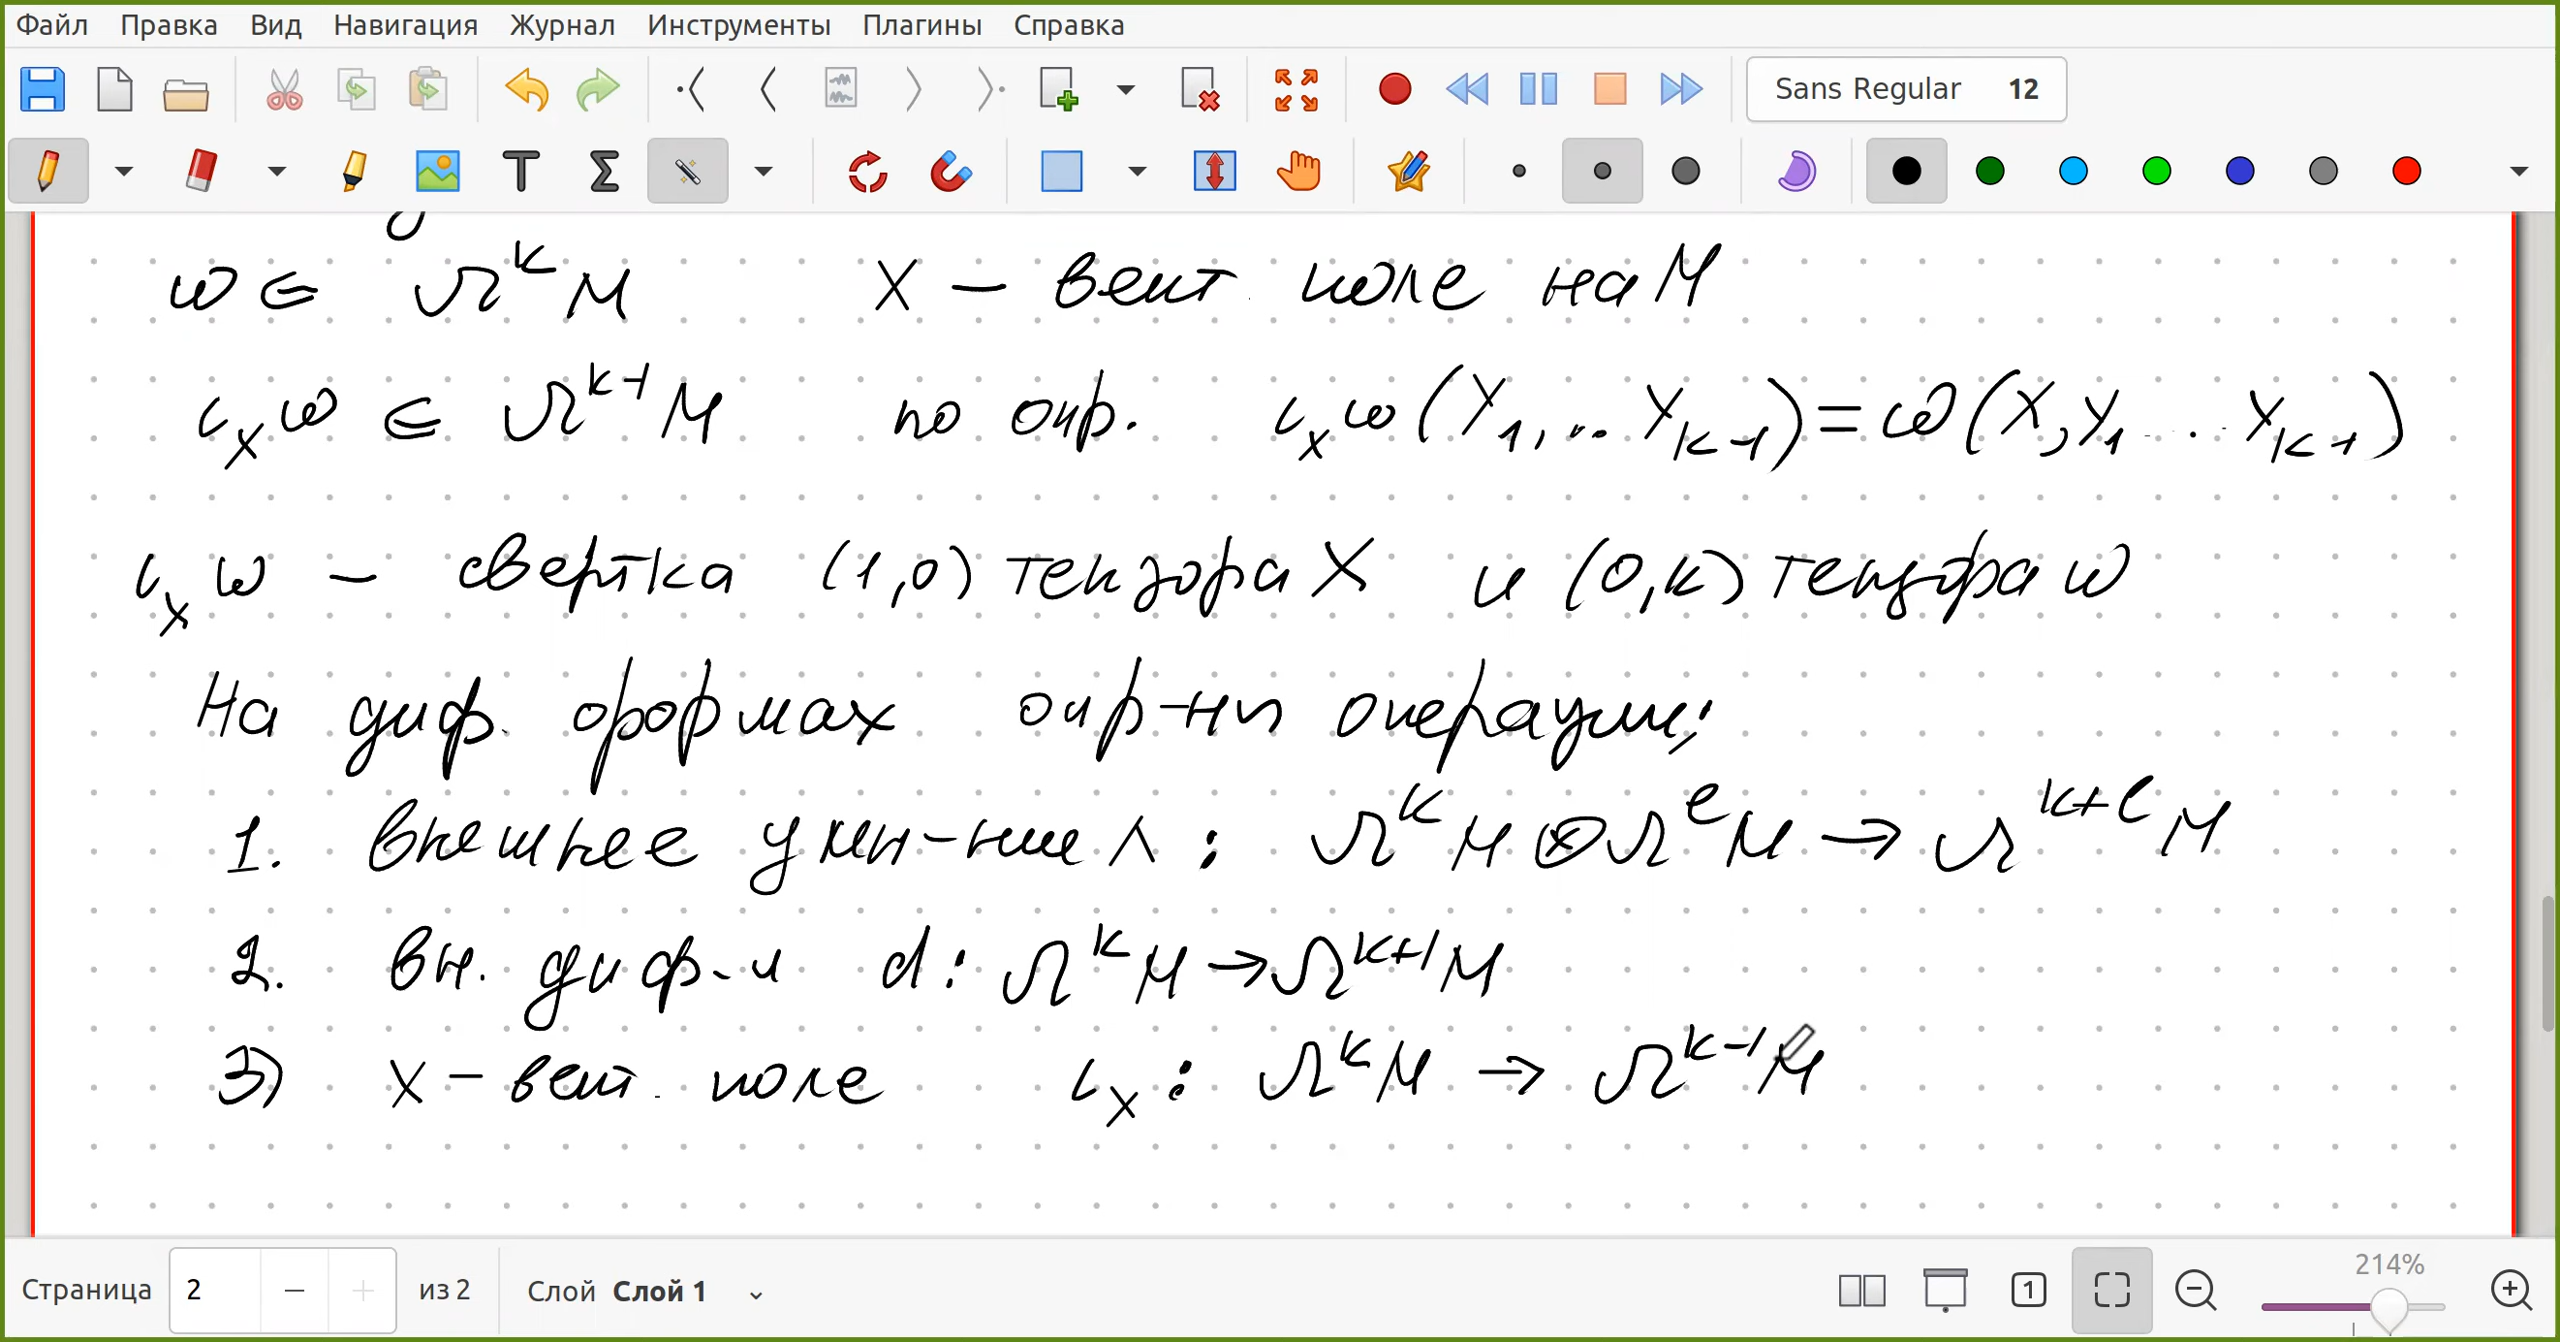 Файл Правка Вид Навигация Журнал Инструменты Плагины Справка
Sans Regular 12
ω ∈ Ω^k M X – вект. поле на M
ι_X ω ∈ Ω^{k-1} M по опр. ι_X ω (Y_1, ... Y_{k-1}) = ω(X, Y_1 ... Y_{k-1})
ι_X ω – свертка (1,0) тензора X и (0,k) тензора ω
На диф. формах опр-ны операции:
1. Внешнее умн-ние ∧ : Ω^k M ⊗ Ω^l M → Ω^{k+l} M
2. Вн. диф-л d: Ω^k M → Ω^{k+1} M
3) X – вект. поле ι_X : Ω^k M → Ω^{k-1} M
Страница 2 из 2 Слой Слой 1 214%